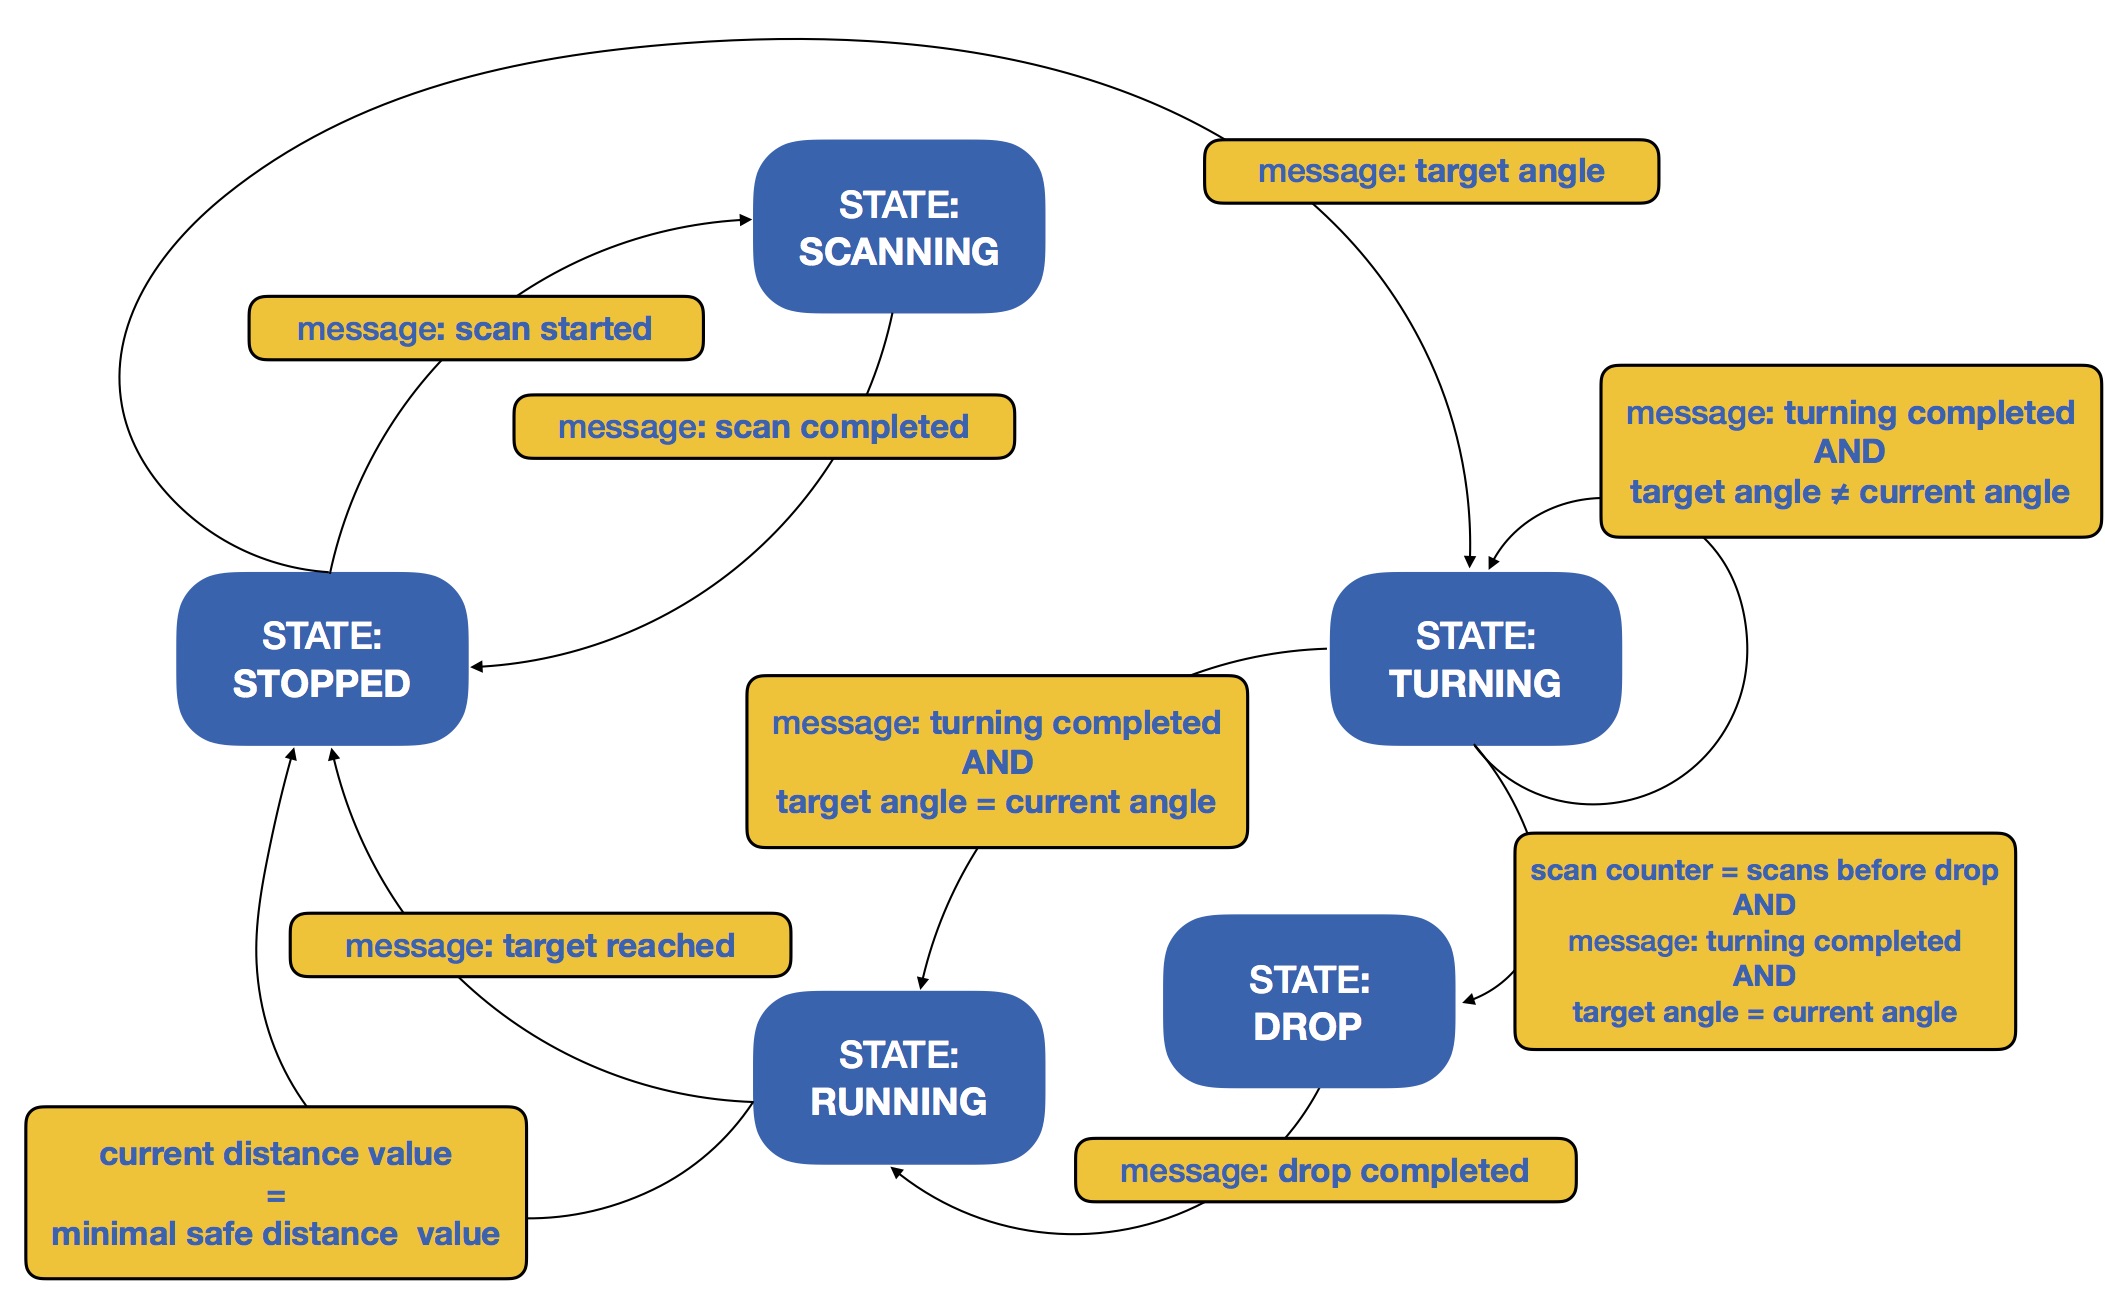 message: target angle
STATE:
SCANNING
message: scan started
message: scan completed
message: turning completed
AND
target angle ≠ current angle
STATE:
STOPPED
STATE:
TURNING
message: turning completed
AND
target angle = current angle
scan counter = scans before drop
AND
message: turning completed
AND
target angle = current angle
message: target reached
STATE:
DROP
STATE:
RUNNING
current distance value
=
minimal safe distance  value
message: drop completed